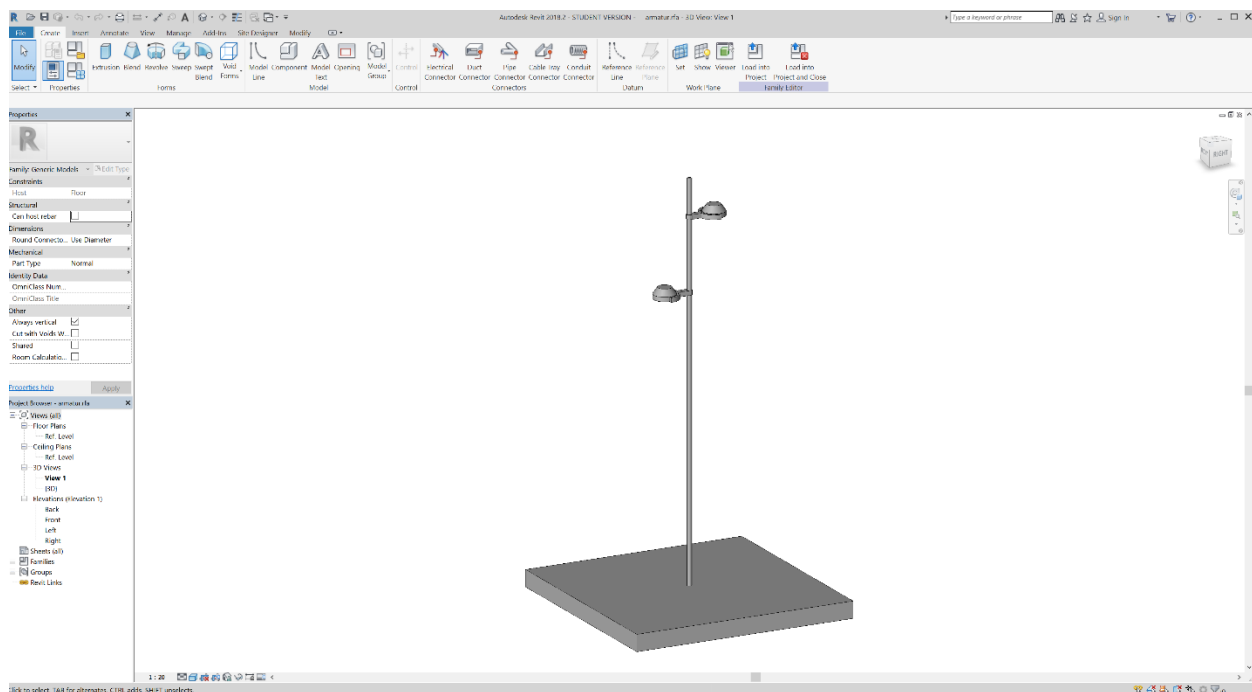 Autodesk Revit 2018.2 - STUDENT VERSION - armatur.rfa - 3D View: View 1
Type a keyword or phrase
Sign In
File Create Insert Annotate View Manage Add-Ins Site Designer Modify
Modify Extrusion Blend Revolve Sweep Swept Blend Void Forms Model Line Component Model Text Opening Model Group Control Electrical Connector Duct Connector Pipe Connector Cable Tray Connector Conduit Connector Reference Line Reference Plane Set Show Viewer Load into Project Load into Project and Close
Select Properties Forms Model Control Connectors Datum Work Plane Family Editor
Properties
R
Family: Generic Models Edit Type
Constraints
Host Floor
Structural
Can host rebar
Dimensions
Round Connecto... Use Diameter
Mechanical
Part Type Normal
Identity Data
OmniClass Num...
OmniClass Title
Other
Always vertical
Cut with Voids W...
Shared
Room Calculatio...
Properties help Apply
Project Browser - armatur.rfa
Views (all)
Floor Plans
Ref. Level
Ceiling Plans
Ref. Level
3D Views
View 1
{3D}
Elevations (Elevation 1)
Back
Front
Left
Right
Sheets (all)
Families
Groups
Revit Links
RIGHT
1 : 20
Click to select, TAB for alternates, CTRL adds, SHIFT unselects.